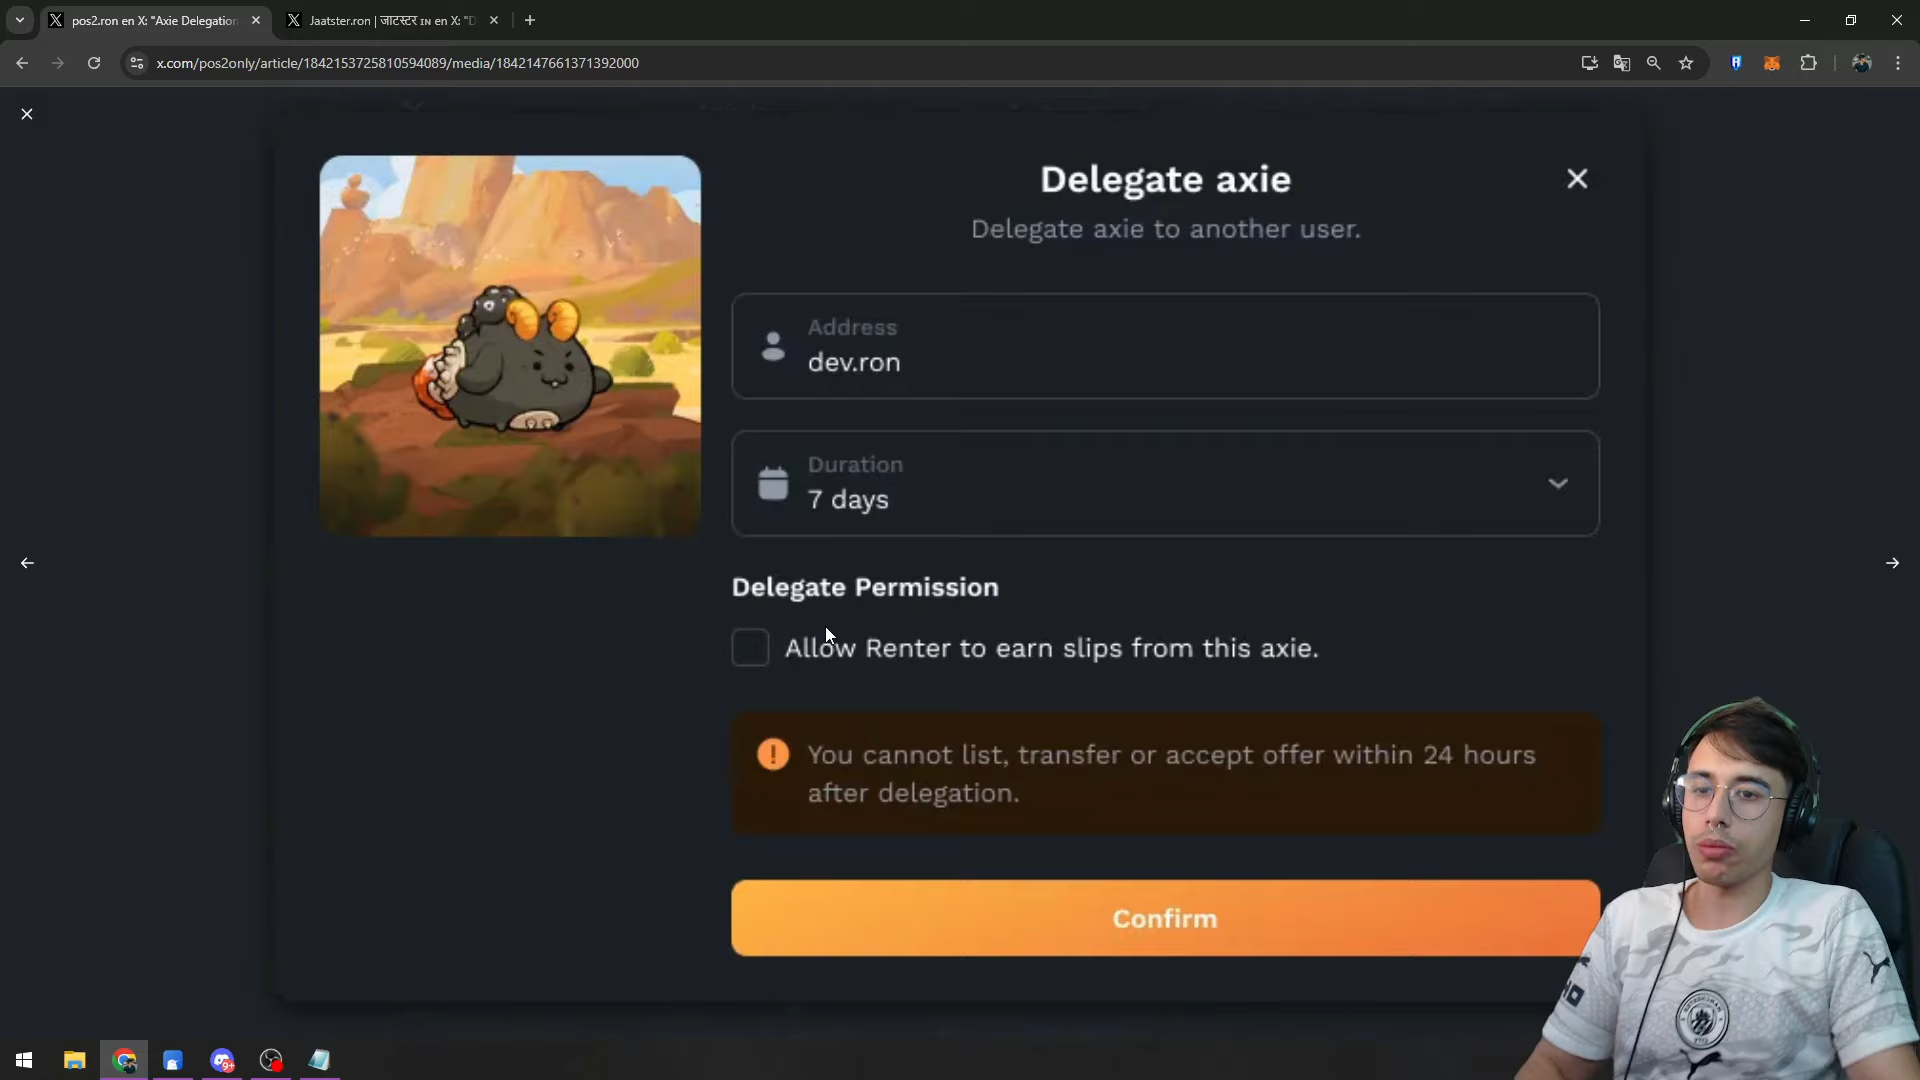 pos2.ron en X: "Axie Delegation
Jaatster.ron | जाटस्टर ɪɴ en X: "D
x.com/pos2only/article/1842153725810594089/media/1842147661371392000
Delegate axie
Delegate axie to another user.
Address
dev.ron
Duration
7 days
Delegate Permission
Allow Renter to earn slips from this axie.
You cannot list, transfer or accept offer within 24 hours
after delegation.
Confirm
9+